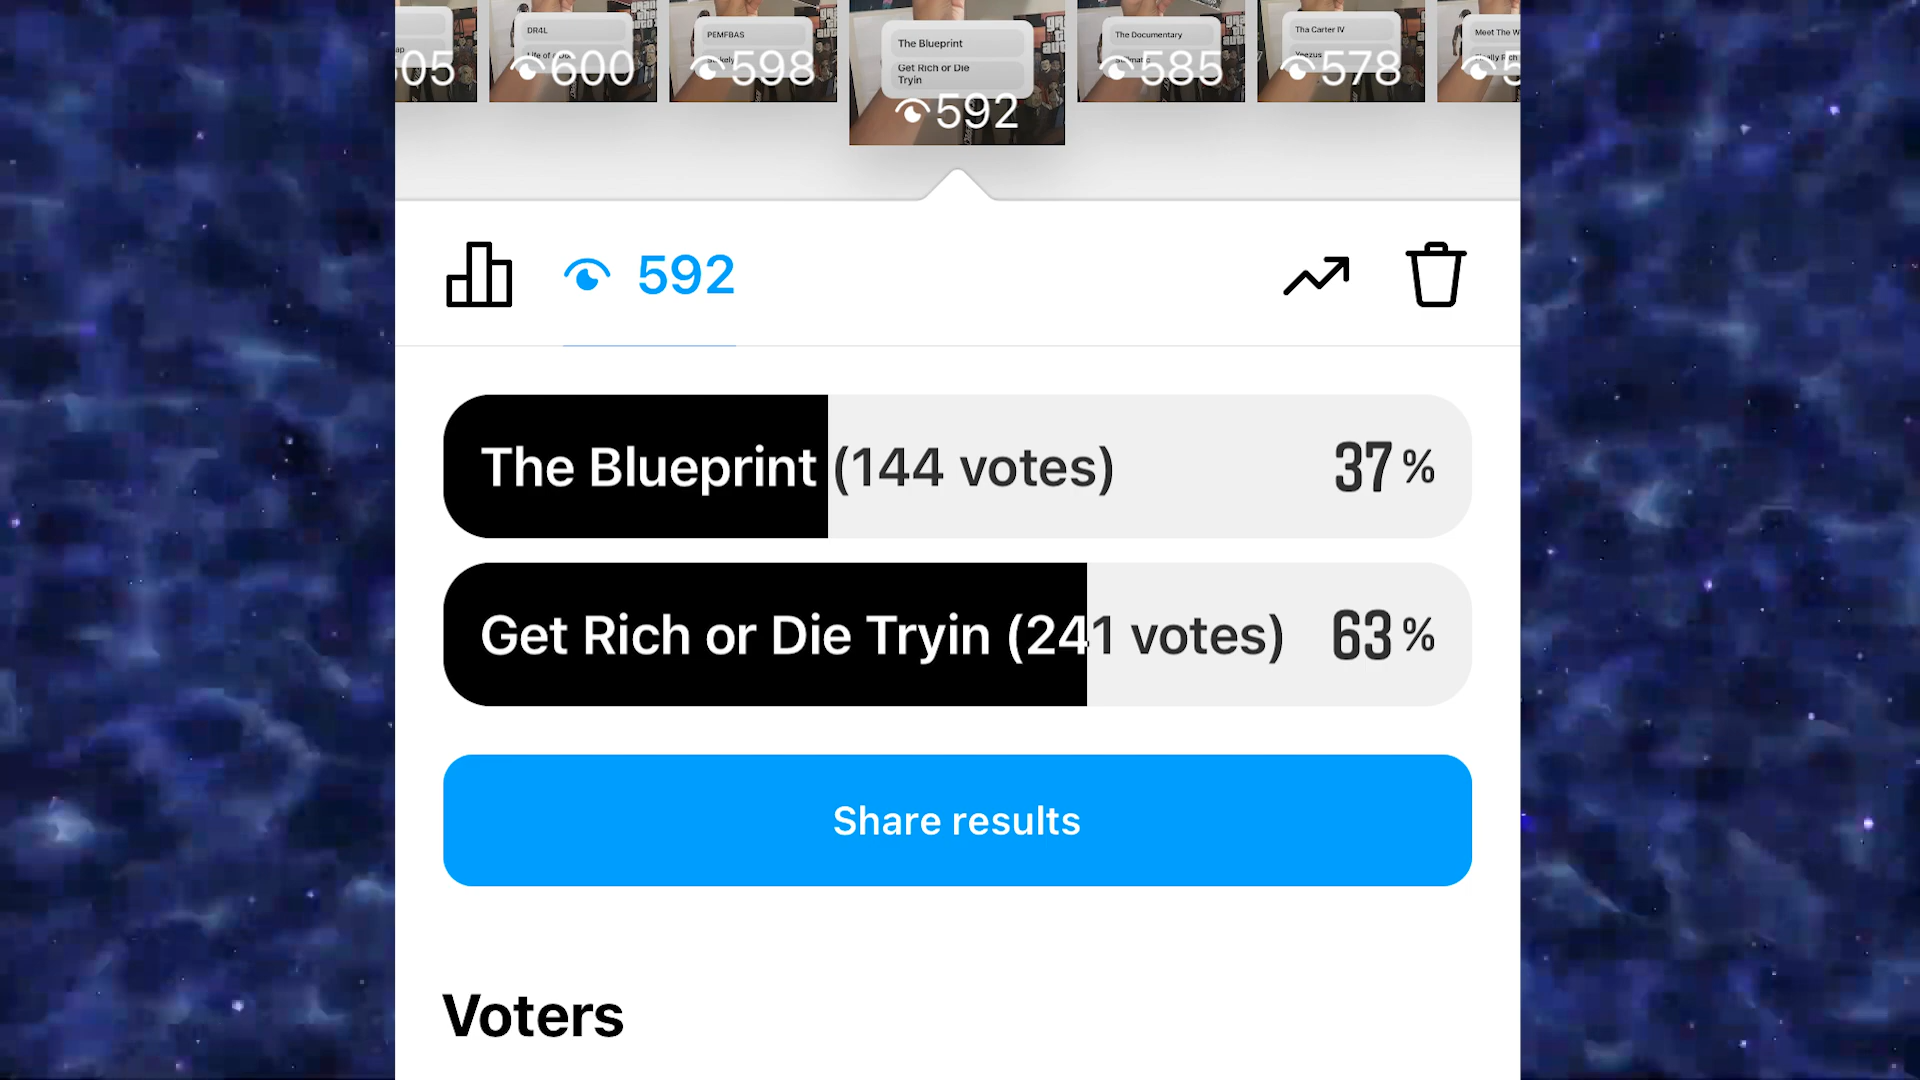 05
DR4L
600
PEMFBAS
598
The Blueprint
Get Rich or Die
Tryin
592
The Documentary
585
Tha Carter IV
Yeezus
578
Meet The W
5
592
The Blueprint (144 votes) 37%
Get Rich or Die Tryin (241 votes) 63%
Share results
Voters